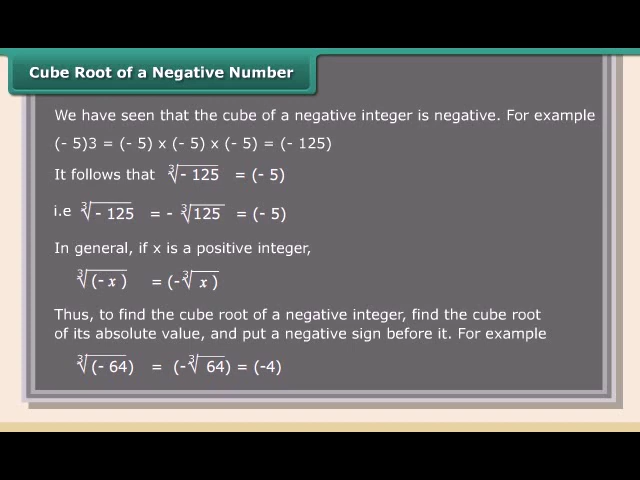 Cube Root of a Negative Number
We have seen that the cube of a negative integer is negative. For example
(- 5)3 = (- 5) x (- 5) x (- 5) = (- 125)
It follows that ∛- 125 = (- 5)
i.e ∛- 125 = - ∛125 = (- 5)
In general, if x is a positive integer,
∛(- x ) = (-∛ x )
Thus, to find the cube root of a negative integer, find the cube root
of its absolute value, and put a negative sign before it. For example
∛(- 64) = (-∛ 64) = (-4)